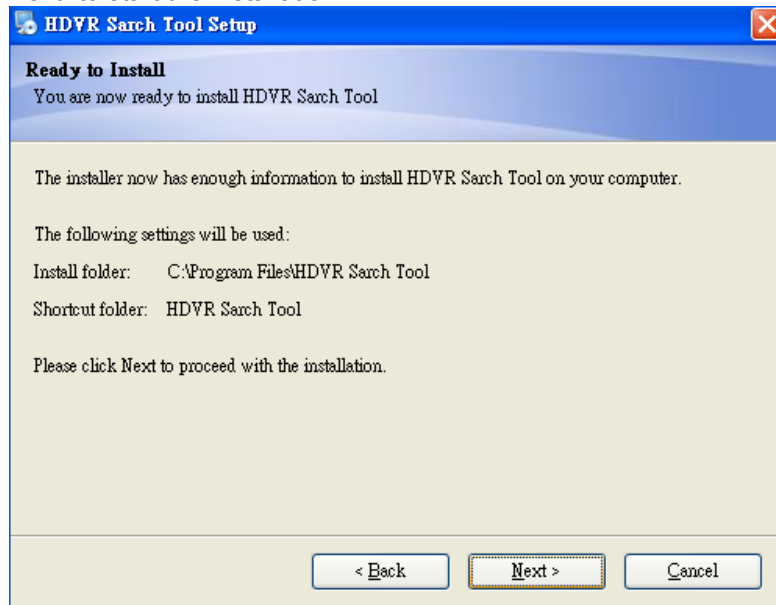 HDVR Sarch Tool Setup
Ready to Install
You are now ready to install HDVR Sarch Tool
The installer now has enough information to install HDVR Sarch Tool on your computer.
The following settings will be used:
Install folder: C:\Program Files\HDVR Sarch Tool
Shortcut folder: HDVR Sarch Tool
Please click Next to proceed with the installation.
< Back Next > Cancel